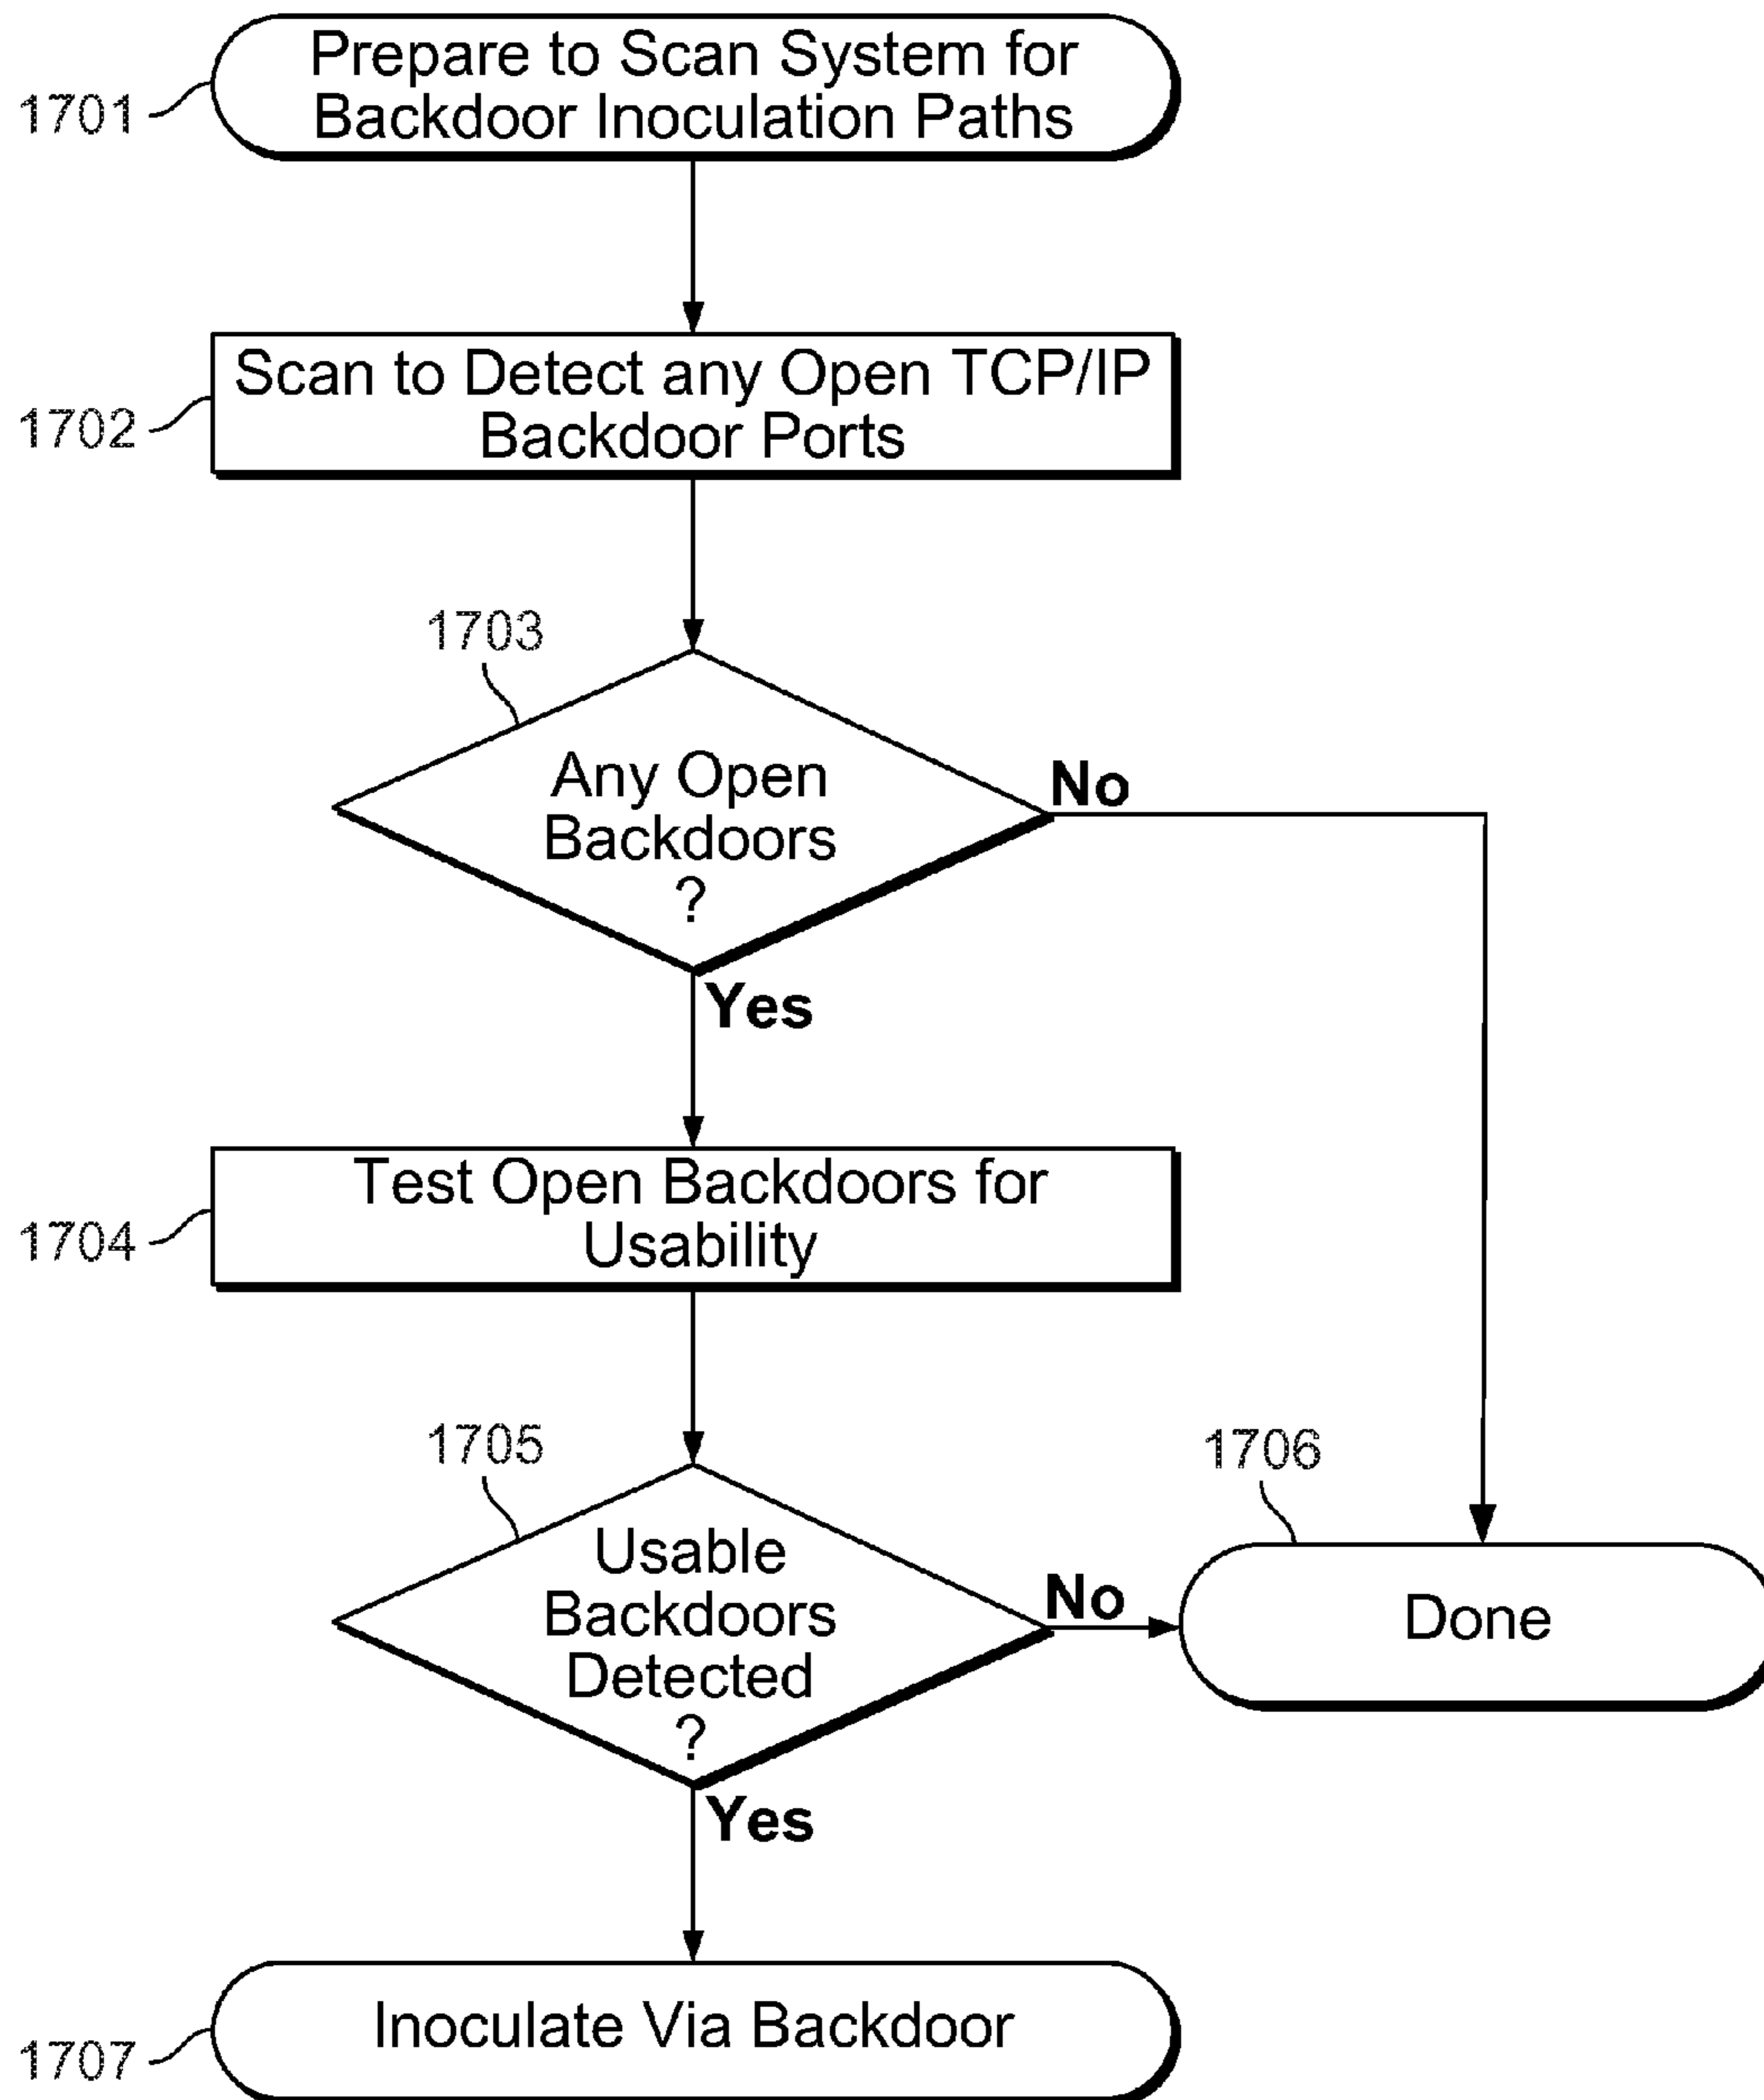 Prepare to Scan System for
Backdoor Inoculation Paths
1701
Scan to Detect any Open TCP/IP
Backdoor Ports
1702
1703
Any Open
Backdoors
?
No
Yes
Test Open Backdoors for
Usability
1704
1705
Usable
Backdoors
Detected
?
No
1706
Done
Yes
Inoculate Via Backdoor
1707